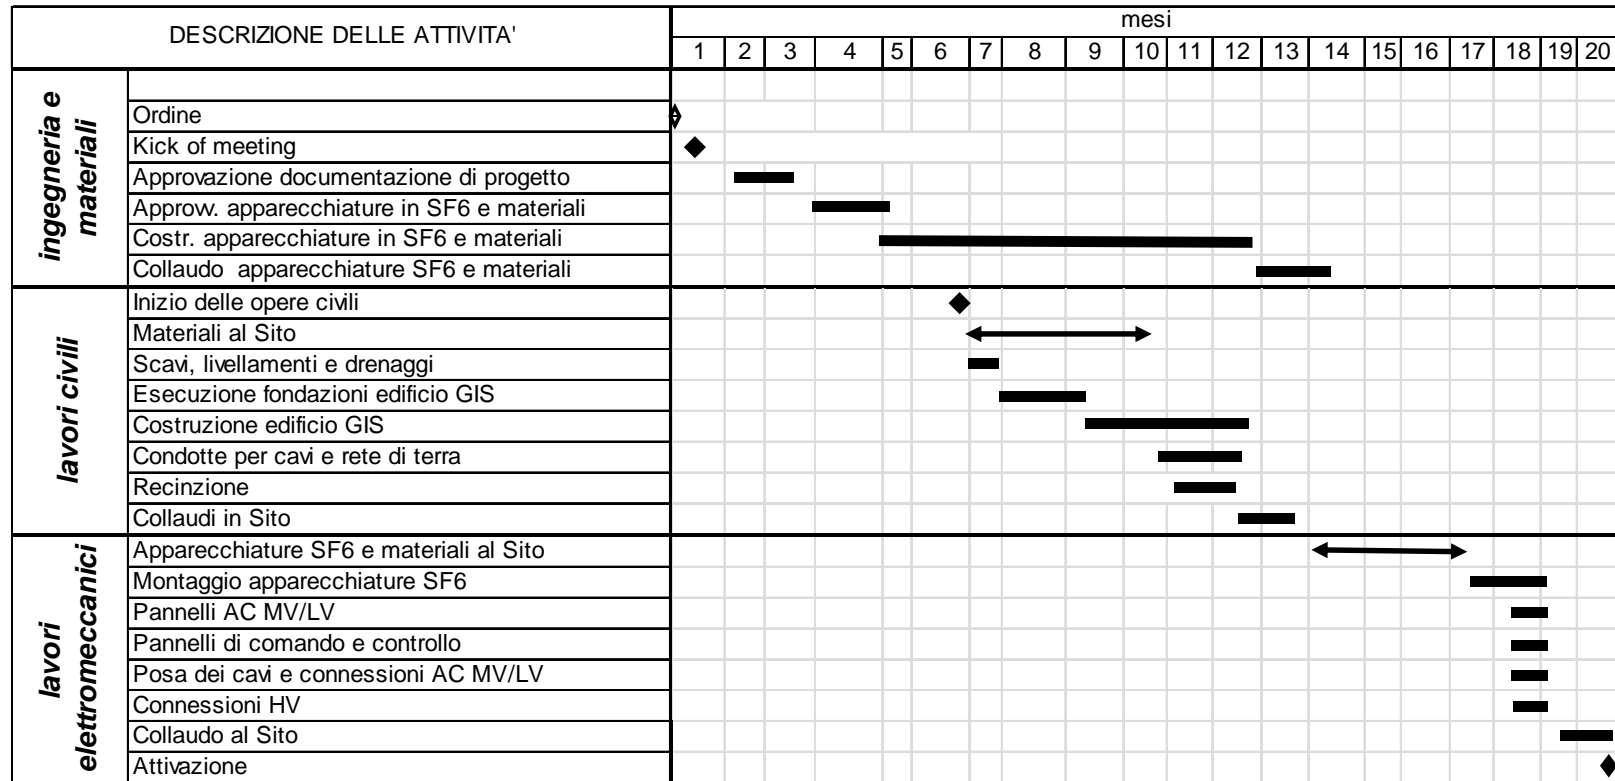 DESCRIZIONE DELLE ATTIVITA'
mesi
1 2 3 4 5 6 7 8 9 10 11 12 13 14 15 16 17 18 19 20
ingegneria e
materiali
Ordine
Kick of meeting
Approvazione documentazione di progetto
Approvv. apparecchiature in SF6 e materiali
Costr. apparecchiature in SF6 e materiali
Collaudo apparecchiature SF6 e materiali
lavori civili
Inizio delle opere civili
Materiali al Sito
Scavi, livellamenti e drenaggi
Esecuzione fondazioni edificio GIS
Costruzione edificio GIS
Condotte per cavi e rete di terra
Recinzione
Collaudi in Sito
lavori
elettromeccanici
Apparecchiature SF6 e materiali al Sito
Montaggio apparecchiature SF6
Pannelli AC MV/LV
Pannelli di comando e controllo
Posa dei cavi e connessioni AC MV/LV
Connessioni HV
Collaudo al Sito
Attivazione